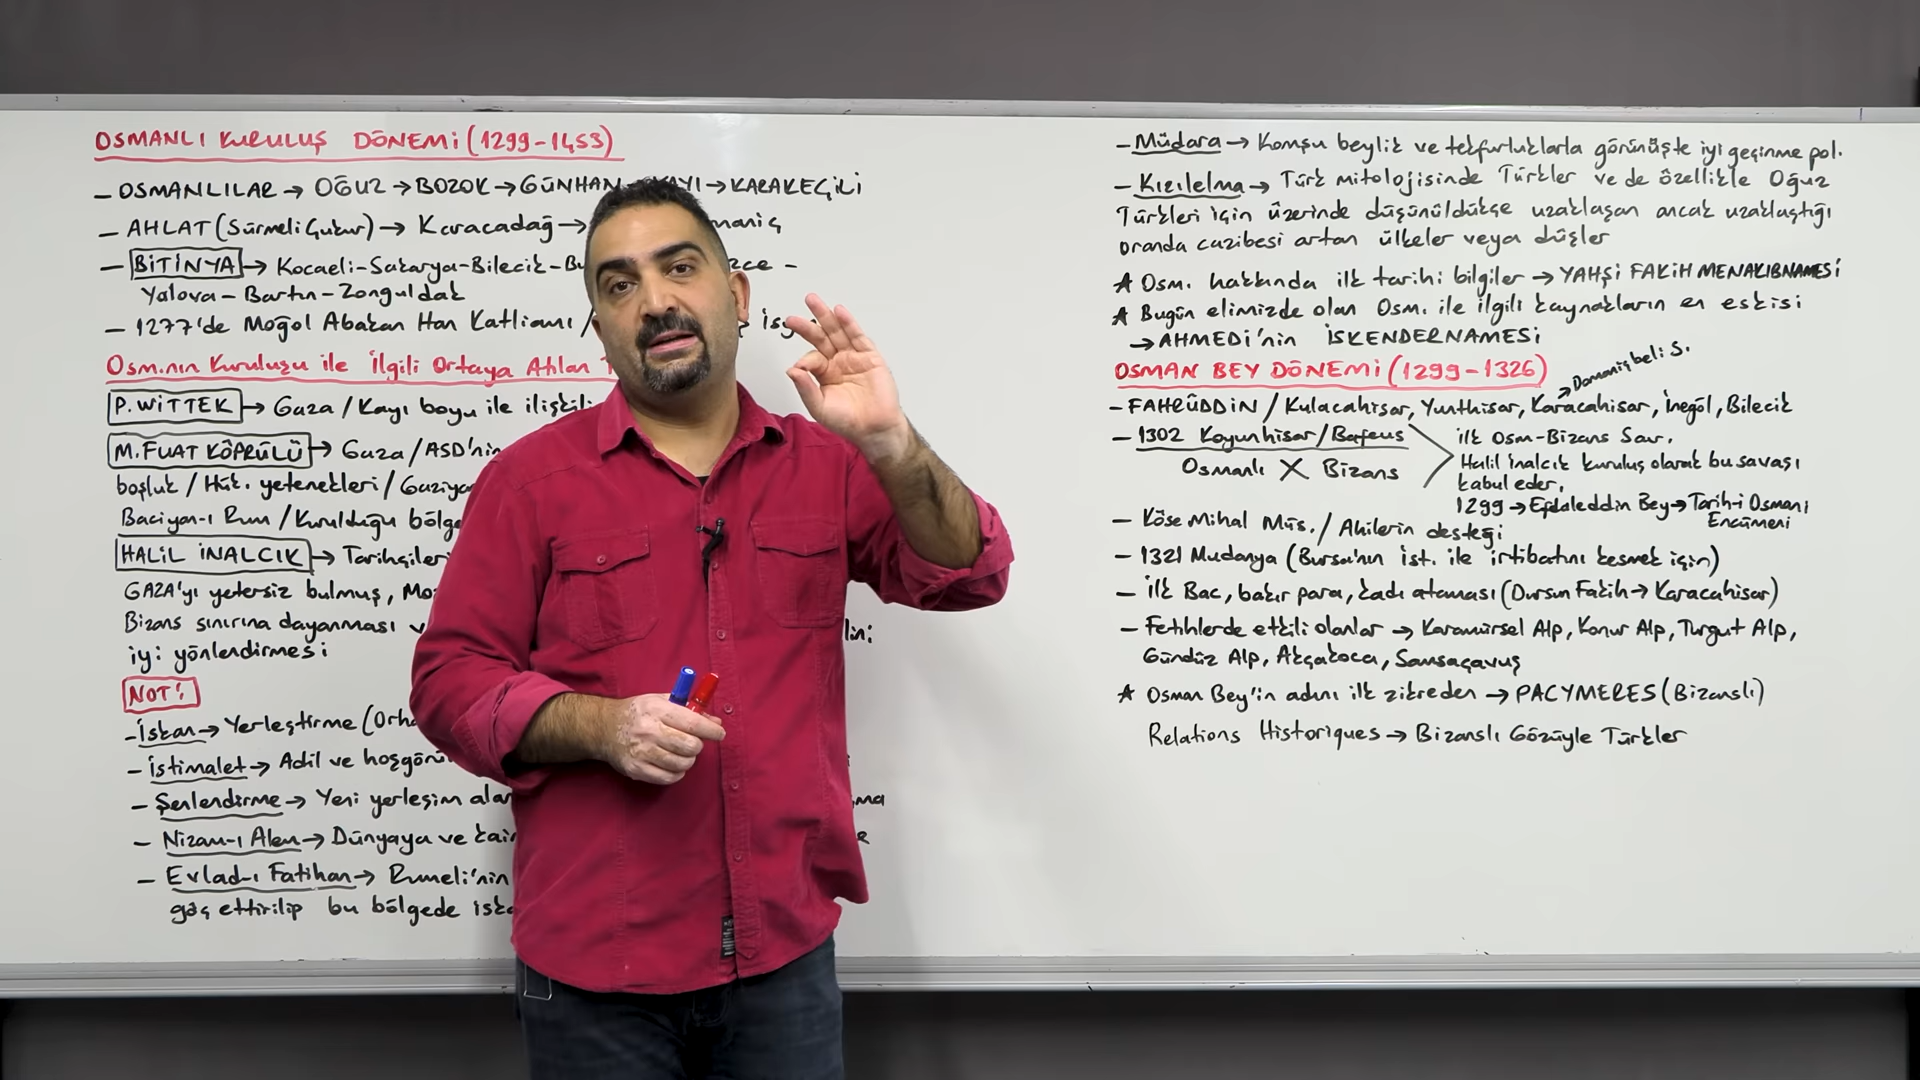 OSMANLI KURULUŞ DÖNEMİ (1299-1453)
- OSMANLILAR → OĞUZ → BOZOK → GÜNHAN KAYI → KARAKEÇİLİ
- AHLAT (Sürmeli Çukur) → Karacadağ →
- BİTİNYA → Kocaeli-Sakarya-Bilecik-
Yalova - Bartın - Zonguldak
- 1277'de Moğol Abakan Han Katliamı /
Osm.nın Kuruluşu ile İlgili Ortaya Atılan
P. WITTEK → Gaza / Kayı boyu ile
M. FUAT KÖPRÜLÜ → Gaza / ASD'nin
boşluk / Hük. yetenekleri /
Baciyan-ı Rum / Kurulduğu
HALİL İNALCIK → Tarihçileri
GAZA'yı yetersiz bulmuş,
Bizans sınırına dayanması
iyi yönlendirmesi
NOT!
- İskan → Yerleştirme
- İstimalet → Adil ve
- Şenlendirme → Yeni yerleşim
- Nizam-ı Alem → Dünyaya ve
- Evlad-ı Fatihan → Rumeli'nin
göç ettirilip bu bölgede
- Müdara → Komşu beylik ve tekfurluklarla görünüşte iyi geçinme pol.
- Kızılelma → Türk mitolojisinde Türkler ve de özellikle Oğuz
Türkleri için üzerinde düşünüldükçe uzaklaşan ancak uzaklaştığı
oranda cazibesi artan ülkeler veya düşler
★ Osm. hakkında ilk tarihi bilgiler → YAHŞİ FAKİH MENAKIBNAMESİ
★ Bugün elimizde olan Osm. ile ilgili kaynakların en eskisi
→ AHMEDİ'nin İSKENDERNAMESİ
OSMAN BEY DÖNEMİ (1299-1326)
→ Domaniç beli S.
- FAHRÜDDİN / Kulacahisar, Yurthisar, Karacahisar, İnegöl, Bilecik
- 1302 Koyunhisar / Bafeus
Osmanlı X Bizans
ilk Osm-Bizans Sav.
Halil İnalcık kuruluş olarak bu savaşı
kabul eder,
1299 → Efdaleddin Bey → Tarih-i Osmani
Encümeni
- Köse Mihal Müs. / Ahilerin desteği
- 1321 Mudanya (Bursa'nın ist. ile irtibatını kesmek için)
- ilk Bac, bakır para, kadı ataması (Dursun Fakih → Karacahisar)
- Fetihlerde etkili olanlar → Karamürsel Alp, Konur Alp, Turgut Alp,
Gündüz Alp, Akçakoca, Samsaçavuş
★ Osman Bey'in adını ilk zikreden → PACYMERES (Bizanslı)
Relations Historiques → Bizanslı Gözüyle Türkler